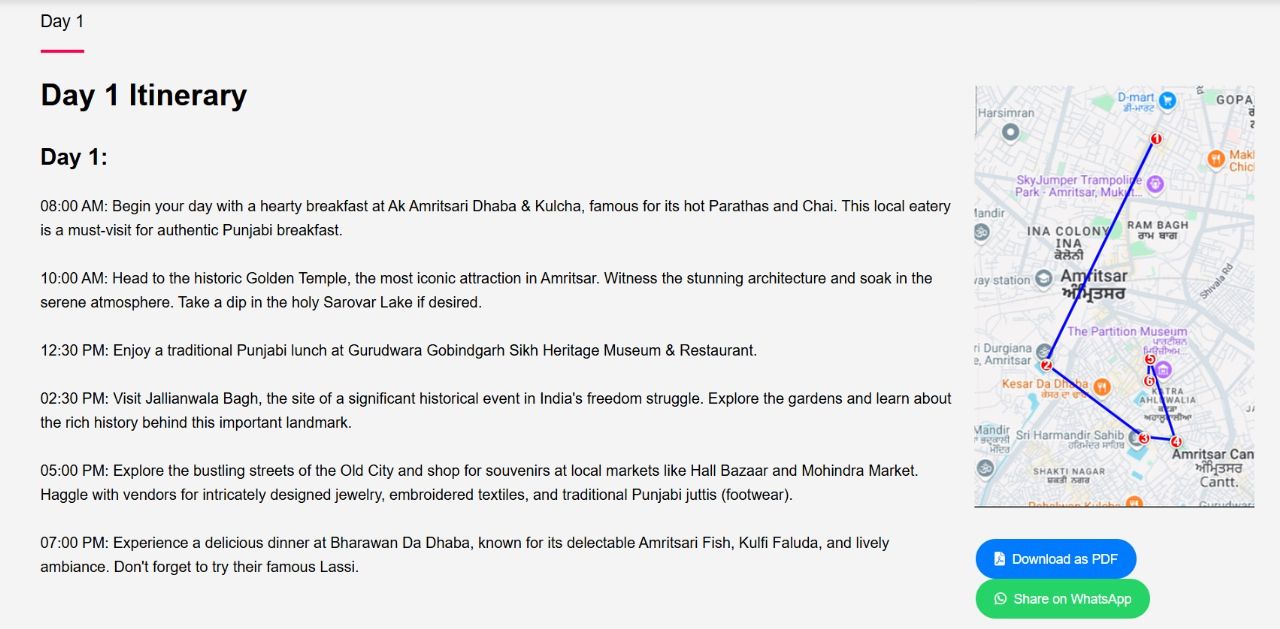 Day 1
Day 1 Itinerary
Day 1:
08:00 AM: Begin your day with a hearty breakfast at Ak Amritsari Dhaba & Kulcha, famous for its hot Parathas and Chai. This local eatery
is a must-visit for authentic Punjabi breakfast.
10:00 AM: Head to the historic Golden Temple, the most iconic attraction in Amritsar. Witness the stunning architecture and soak in the
serene atmosphere. Take a dip in the holy Sarovar Lake if desired.
12:30 PM: Enjoy a traditional Punjabi lunch at Gurudwara Gobindgarh Sikh Heritage Museum & Restaurant.
02:30 PM: Visit Jallianwala Bagh, the site of a significant historical event in India's freedom struggle. Explore the gardens and learn about
the rich history behind this important landmark.
05:00 PM: Explore the bustling streets of the Old City and shop for souvenirs at local markets like Hall Bazaar and Mohindra Market.
Haggle with vendors for intricately designed jewelry, embroidered textiles, and traditional Punjabi juttis (footwear).
07:00 PM: Experience a delicious dinner at Bharawan Da Dhaba, known for its delectable Amritsari Fish, Kulfi Faluda, and lively
ambiance. Don't forget to try their famous Lassi.
D-mart
ਡੀ-ਮਾਰਟ
GOPA
Harsimran
1
Mak
Chic
SkyJumper Trampoline
Park - Amritsar, Mukut...
Mandir
INA COLONY
INA
ਕੋਲੋਨੀ
RAM BAGH
ਰਾਮ ਬਾਗ
way station
Amritsar
ਅੰਮ੍ਰਿਤਸਰ
Shivala Rd
The Partition Museum
ਪਾਰਟੀਸ਼ਨ
ਮਿਊਜ਼ੀਅਮ...
ri Durgiana
e, Amritsar
2
5
6
Kesar Da Dhaba
ਕੇਸਰ ਦਾ ਢਾਬਾ
KATRA
AHLUWALIA
ਕਟੜਾ
ਆਹਲੂਵਾਲੀਆ
Mandir
ਭਦ੍ਰਕਾਲੀ
ਮੰਦਿਰ
Sri Harmandir Sahib
ਹਰਿਮੰਦਰ ਸਾਹਿਬ
3
4
Amritsar Can
ਅੰਮ੍ਰਿਤਸਰ
Cantt.
SHAKTI NAGAR
ਸ਼ਕਤੀ ਨਗਰ
Pahalwan Kulcha
Gurudwar
Download as PDF
Share on WhatsApp